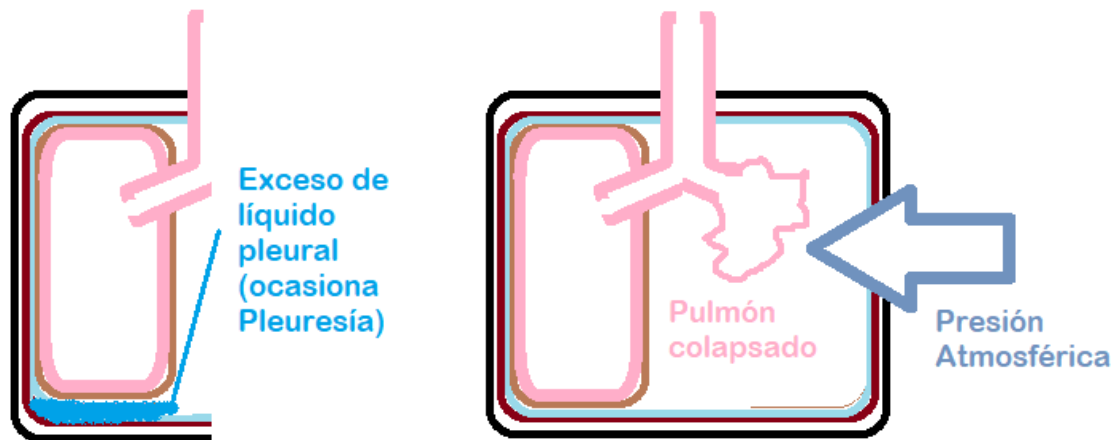 Exceso de
líquido
pleural
(ocasiona
Pleuresía)
Pulmón
colapsado
Presión
Atmosférica